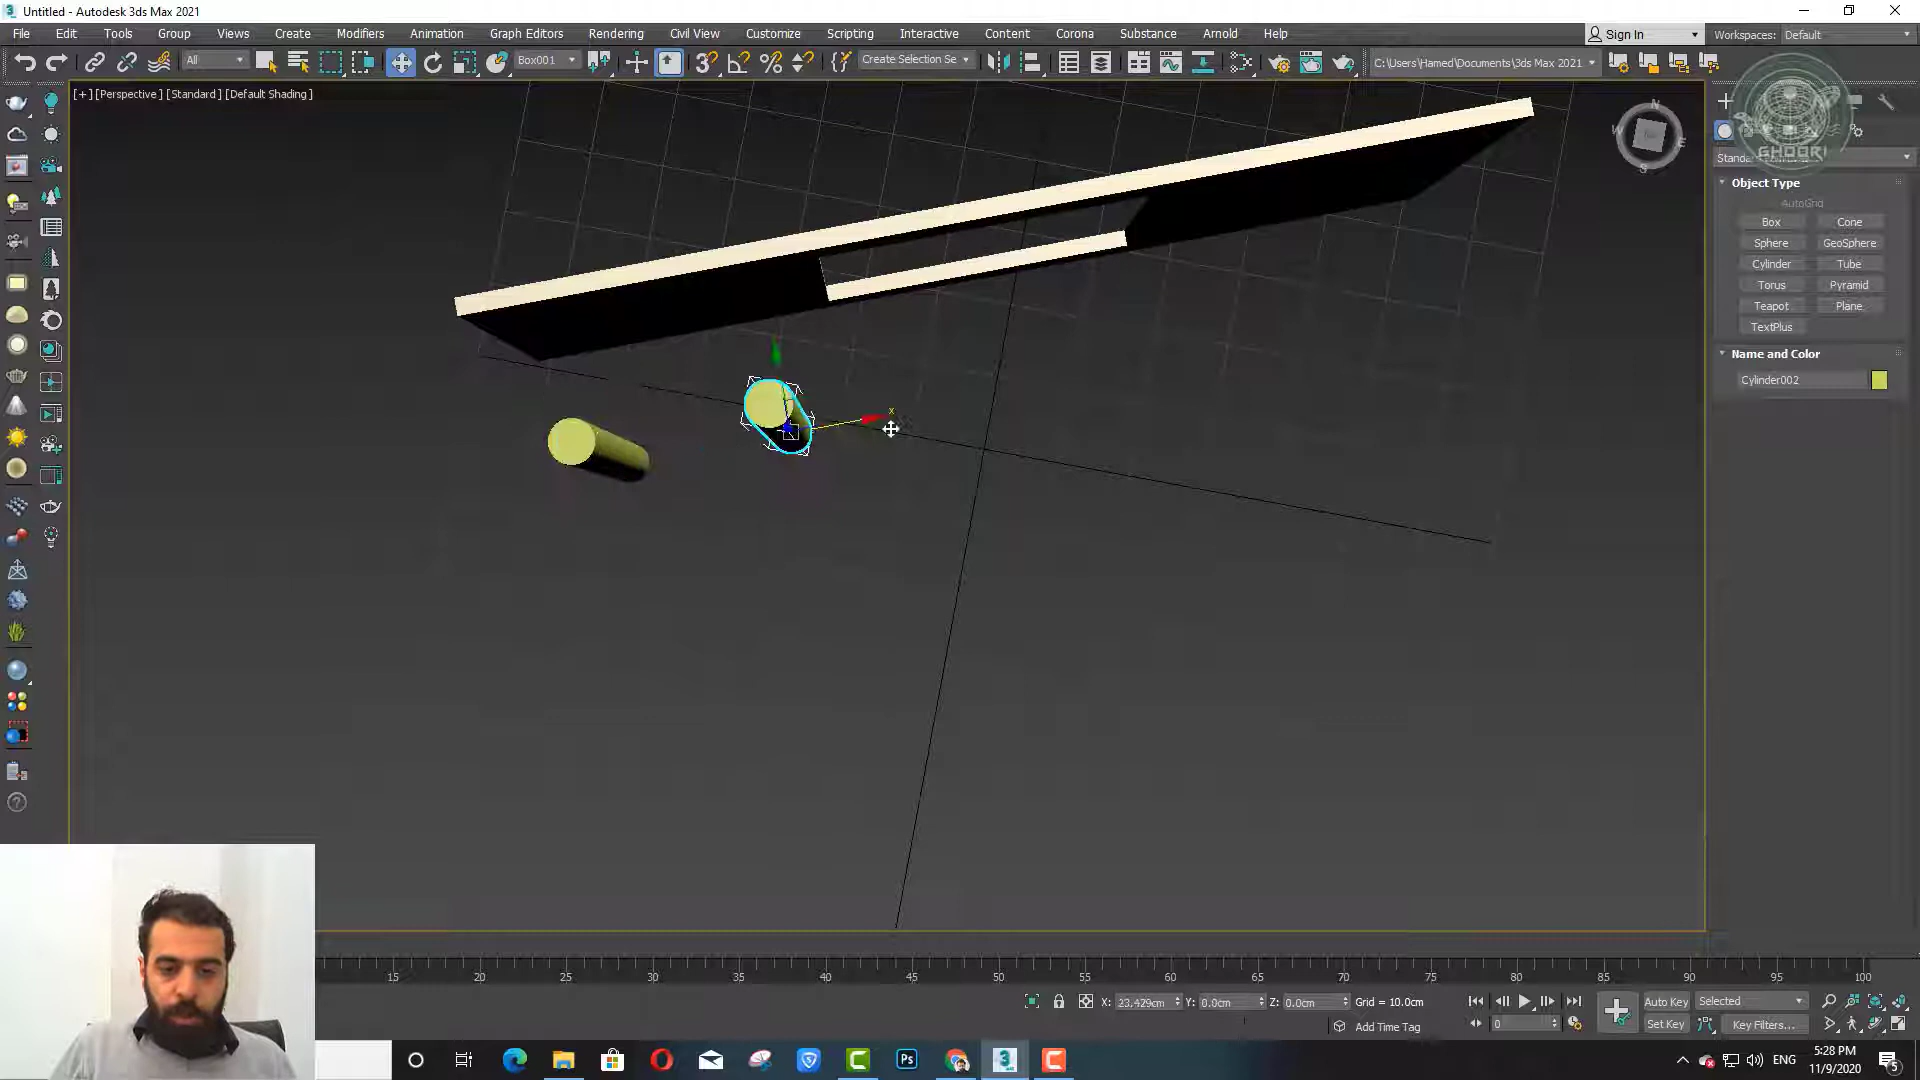 Untitled - Autodesk 3ds Max 2021
File Edit Tools Group Views Create Modifiers Animation Graph Editors Rendering Civil View Customize Scripting Interactive Content Corona Substance Arnold Help
Sign In
Workspaces: Default
All
Box001
Create Selection Se
C:\Users\Hamed\Documents\3ds Max 2021
[+] [Perspective] [Standard] [Default Shading]
N
W
E
S
GHOORI
Object Type
AutoGrid
Box Cone
Sphere GeoSphere
Cylinder Tube
Torus Pyramid
Teapot Plane
TextPlus
Name and Color
Cylinder002
x
15 20 25 30 35 40 45 50 55 60 65 70 75 80 85 90 95 100
X: 23.429cm Y: 0.0cm Z: 0.0cm Grid = 10.0cm
Auto Key Selected
Add Time Tag
0
Set Key Key Filters...
Ps
3
ENG
5:28 PM
11/9/2020
5